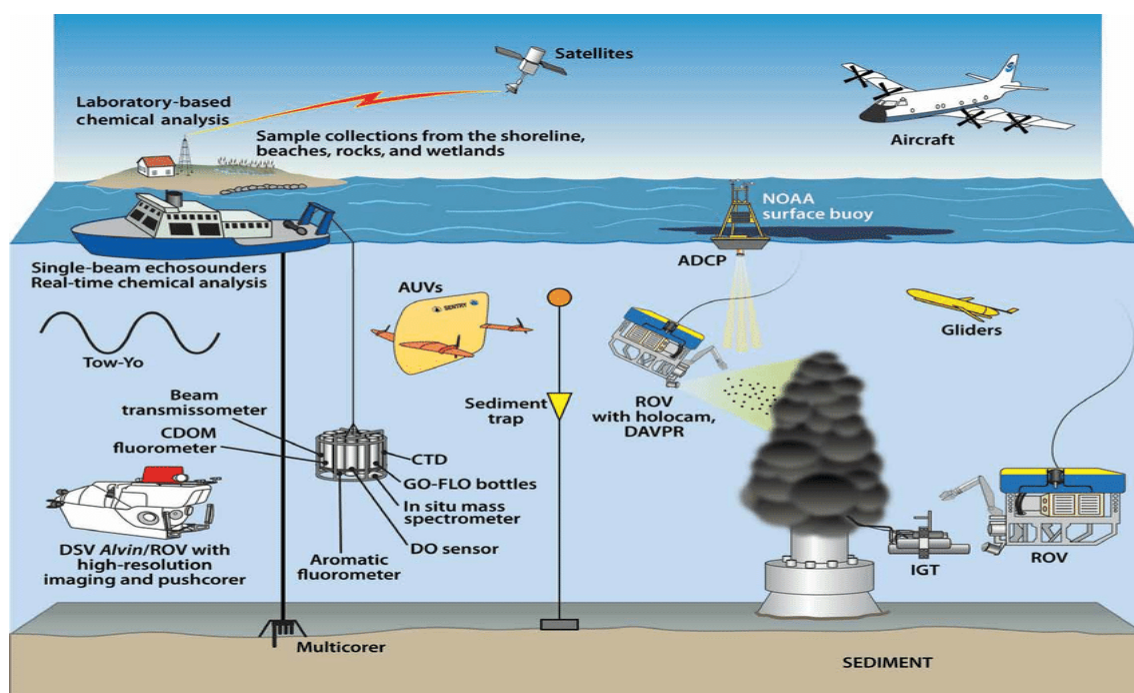 Satellites
Laboratory-based
chemical analysis
Sample collections from the shoreline,
beaches, rocks, and wetlands
Aircraft
NOAA
surface buoy
ADCP
Single-beam echosounders
Real-time chemical analysis
AUVs
SENTRY
Gliders
Tow-Yo
Beam
transmissometer
CDOM
fluorometer
Sediment
trap
ROV
with holocam,
DAVPR
CTD
GO-FLO bottles
In situ mass
spectrometer
DO sensor
Aromatic
fluorometer
DSV Alvin/ROV with
high-resolution
imaging and pushcorer
IGT
ROV
Multicorer
SEDIMENT